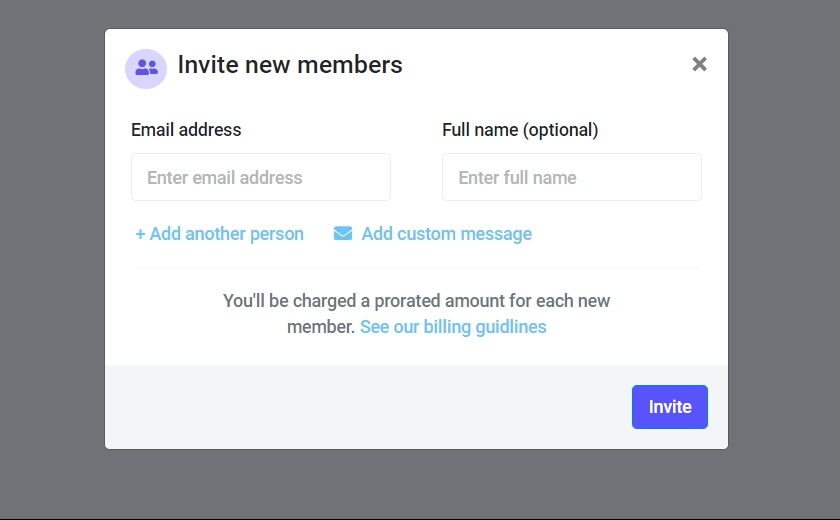 Invite new members
Email address
Full name (optional)
Enter email address
Enter full name
+ Add another person
Add custom message
You'll be charged a prorated amount for each new
member. See our billing guidlines
Invite